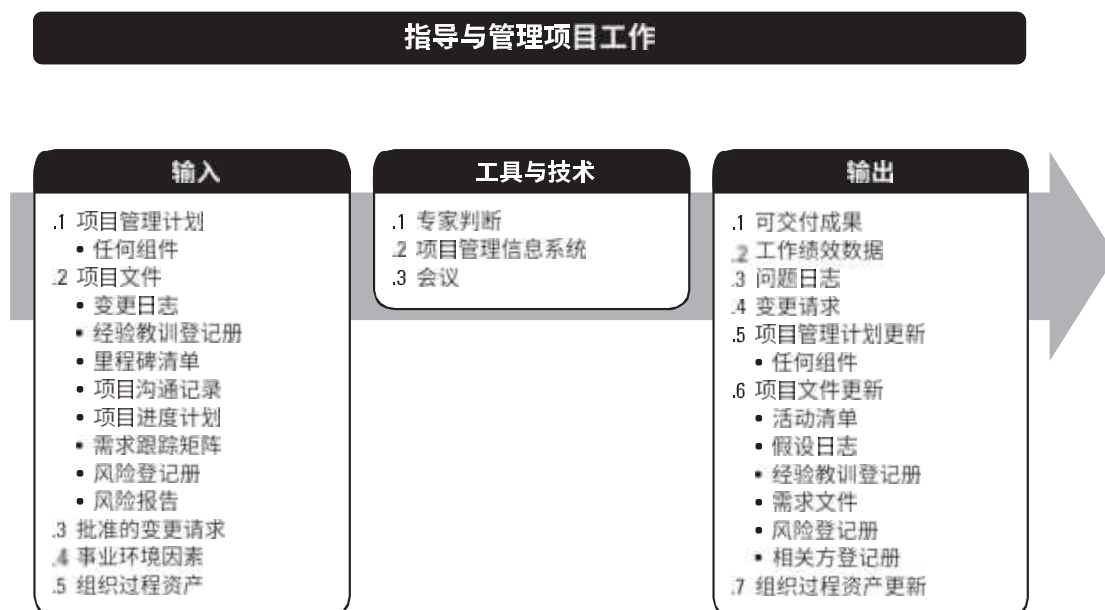 指导与管理项目工作
输入
.1 项目管理计划
• 任何组件
.2 项目文件
• 变更日志
• 经验教训登记册
• 里程碑清单
• 项目沟通记录
• 项目进度计划
• 需求跟踪矩阵
• 风险登记册
• 风险报告
.3 批准的变更请求
.4 事业环境因素
.5 组织过程资产
工具与技术
.1 专家判断
.2 项目管理信息系统
.3 会议
输出
.1 可交付成果
.2 工作绩效数据
.3 问题日志
.4 变更请求
.5 项目管理计划更新
• 任何组件
.6 项目文件更新
• 活动清单
• 假设日志
• 经验教训登记册
• 需求文件
• 风险登记册
• 相关方登记册
.7 组织过程资产更新